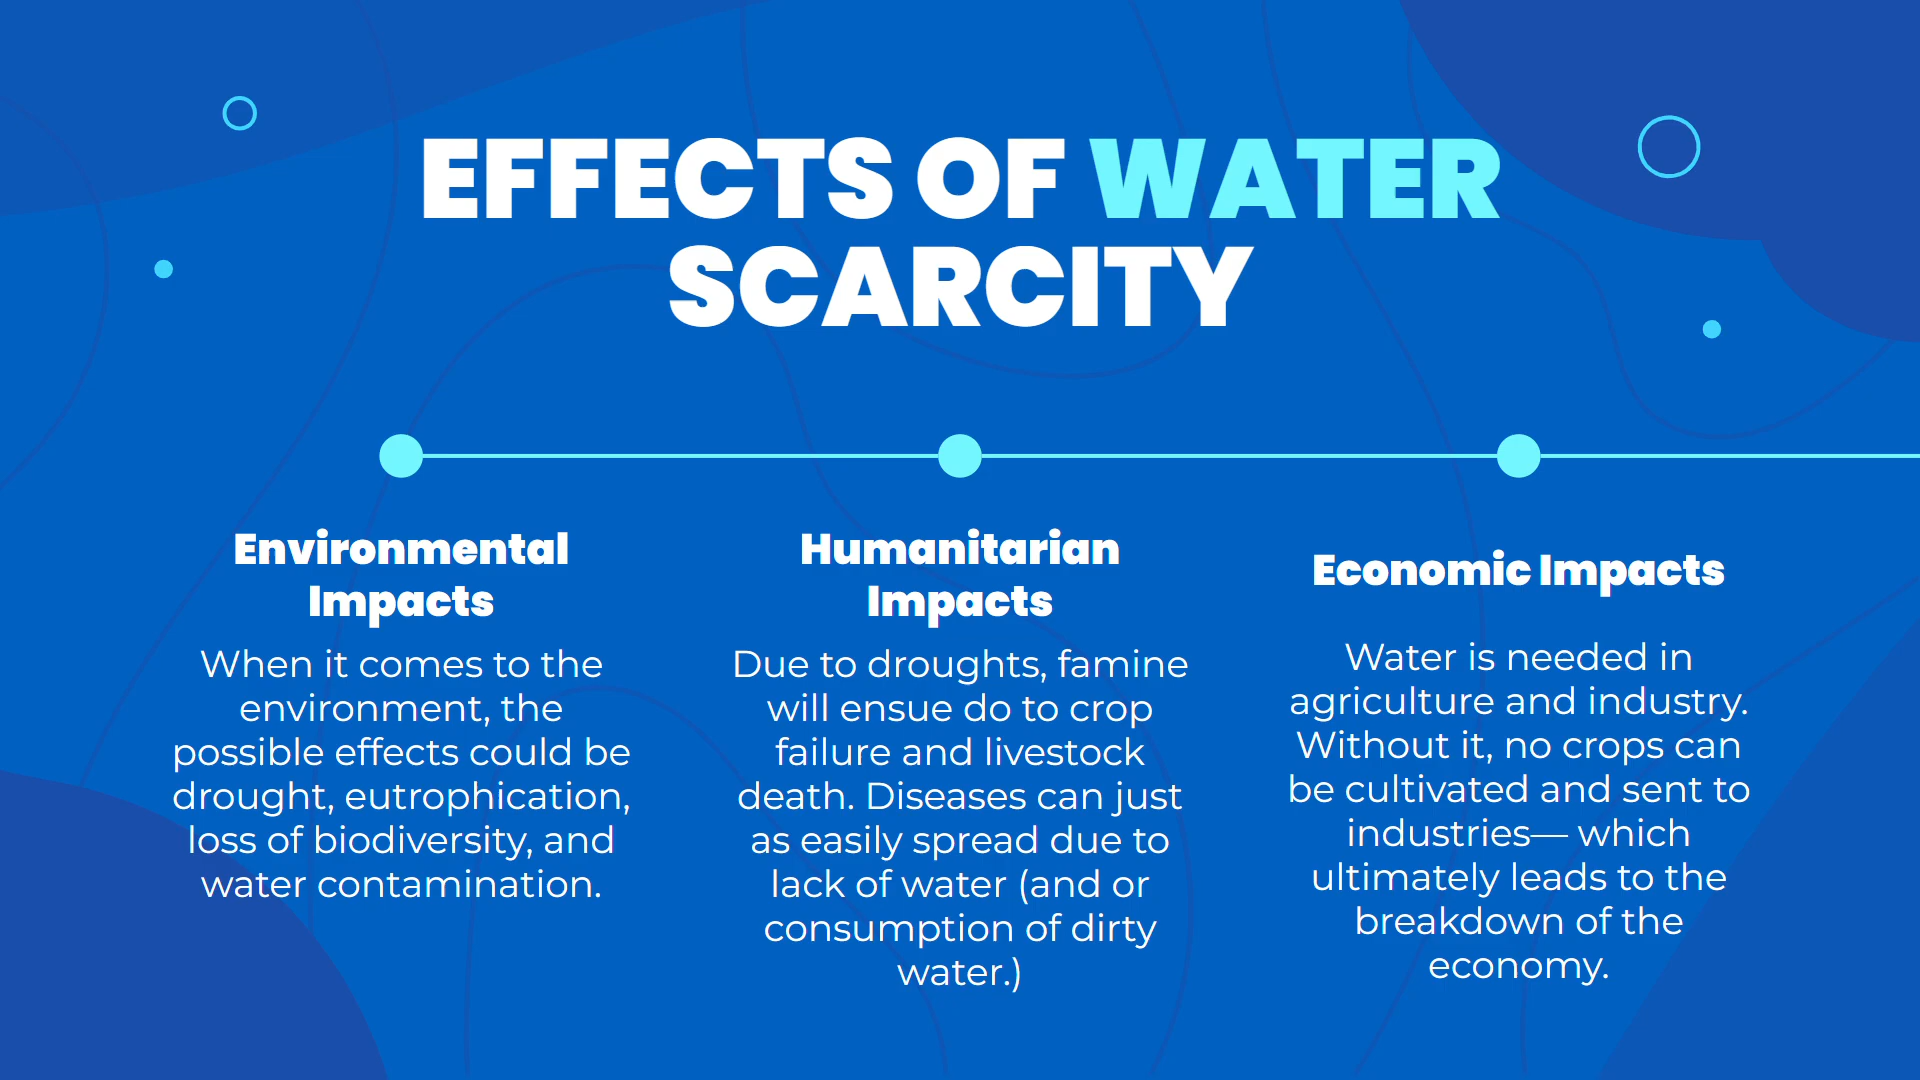 EFFECTS OF WATER
SCARCITY
Environmental
Impacts
When it comes to the
environment, the
possible effects could be
drought, eutrophication,
loss of biodiversity, and
water contamination.
Humanitarian
Impacts
Due to droughts, famine
will ensue do to crop
failure and livestock
death. Diseases can just
as easily spread due to
lack of water (and or
consumption of dirty
water.)
Economic Impacts
Water is needed in
agriculture and industry.
Without it, no crops can
be cultivated and sent to
industries— which
ultimately leads to the
breakdown of the
economy.